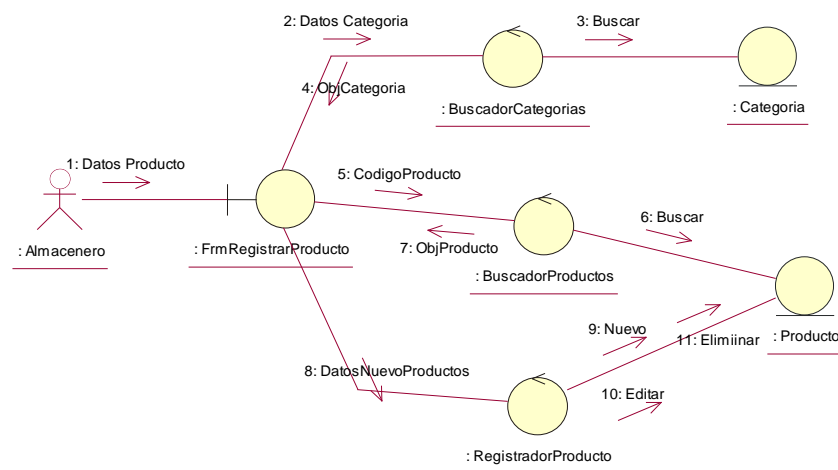 2: Datos Categoria
3: Buscar
4: ObjCategoria
: BuscadorCategorias
: Categoria
1: Datos Producto
5: CodigoProducto
6: Buscar
: Almacenero
: FrmRegistrarProducto
7: ObjProducto
: BuscadorProductos
9: Nuevo
11: Elimiinar
: Producto
8: DatosNuevoProductos
10: Editar
: RegistradorProducto